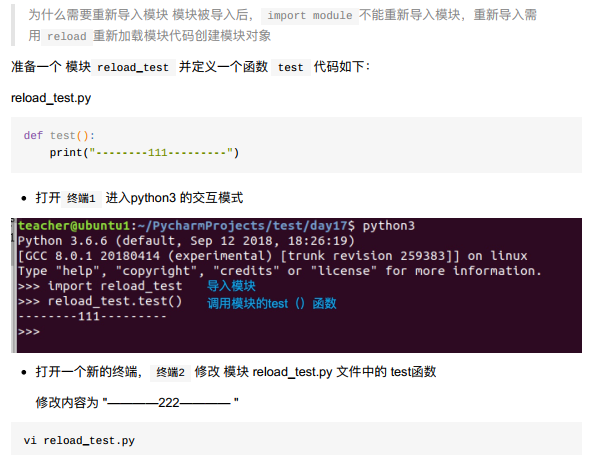 为什么需要重新导入模块 模块被导入后， import module 不能重新导入模块，重新导入需
用 reload 重新加载模块代码创建模块对象
准备一个 模块 reload_test 并定义一个函数 test 代码如下：
reload_test.py
def test():
    print("--------111---------")
• 打开 终端1 进入python3 的交互模式
teacher@ubuntu1:~/PycharmProjects/test/day17$ python3
Python 3.6.6 (default, Sep 12 2018, 18:26:19)
[GCC 8.0.1 20180414 (experimental) [trunk revision 259383]] on linux
Type "help", "copyright", "credits" or "license" for more information.
>>> import reload_test 导入模块
>>> reload_test.test() 调用模块的test（）函数
--------111---------
>>>
• 打开一个新的终端， 终端2 修改 模块 reload_test.py 文件中的 test函数
修改内容为 "————222———— "
vi reload_test.py